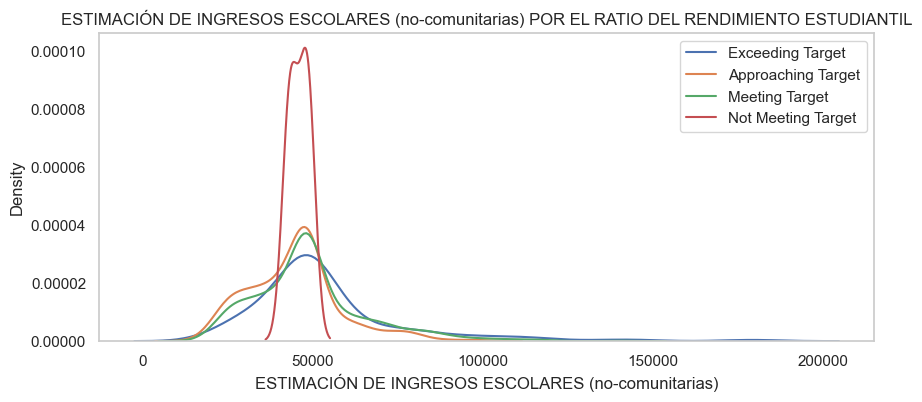 ESTIMACIÓN DE INGRESOS ESCOLARES (no-comunitarias) POR EL RATIO DEL RENDIMIENTO ESTUDIANTIL
Exceeding Target
Approaching Target
Meeting Target
Not Meeting Target
Density
0.00010
0.00008
0.00006
0.00004
0.00002
0.00000
0
50000
100000
150000
200000
ESTIMACIÓN DE INGRESOS ESCOLARES (no-comunitarias)